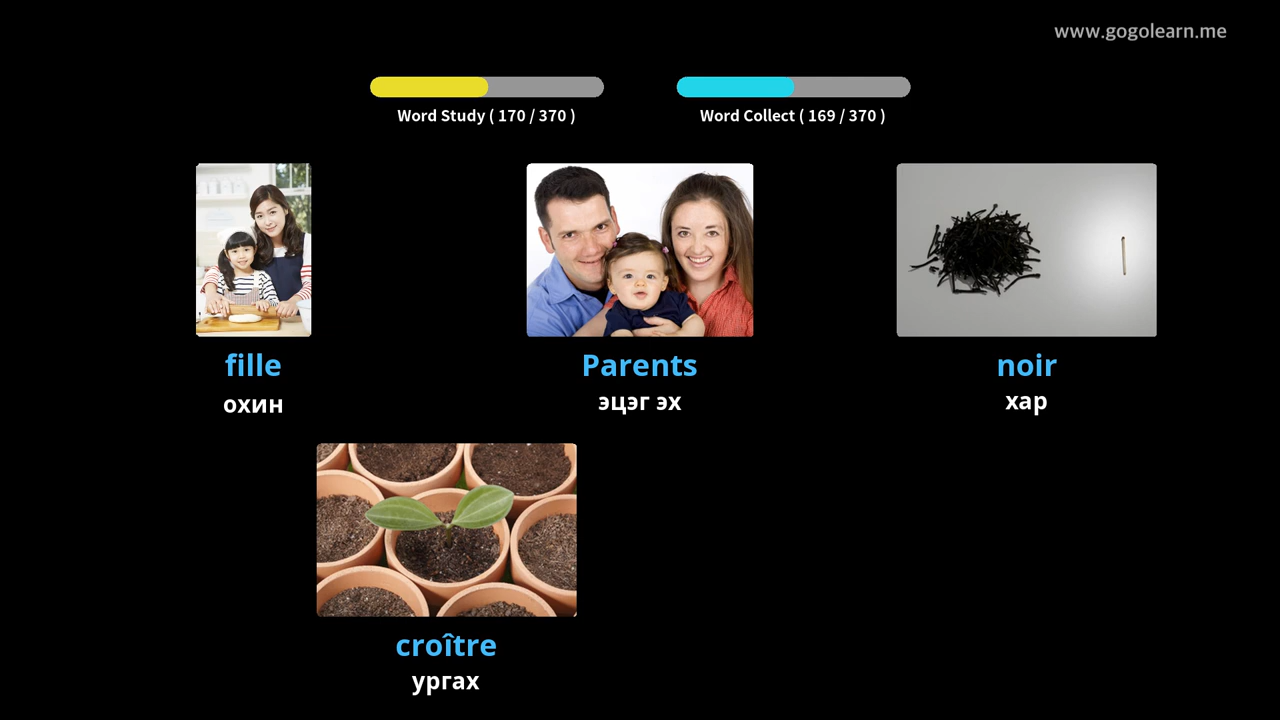 www.gogolearn.me
Word Study ( 170 / 370 )
Word Collect ( 169 / 370 )
fille
охин
Parents
эцэг эх
noir
хар
croître
ургах